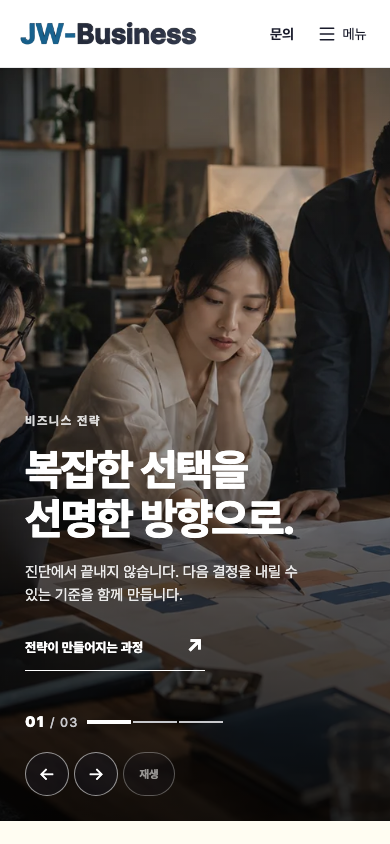 JW-Business
문의
메뉴
비즈니스 전략
복잡한 선택을
선명한 방향으로.
진단에서 끝내지 않습니다. 다음 결정을 내릴 수
있는 기준을 함께 만듭니다.
전략이 만들어지는 과정
01 / 03
재생